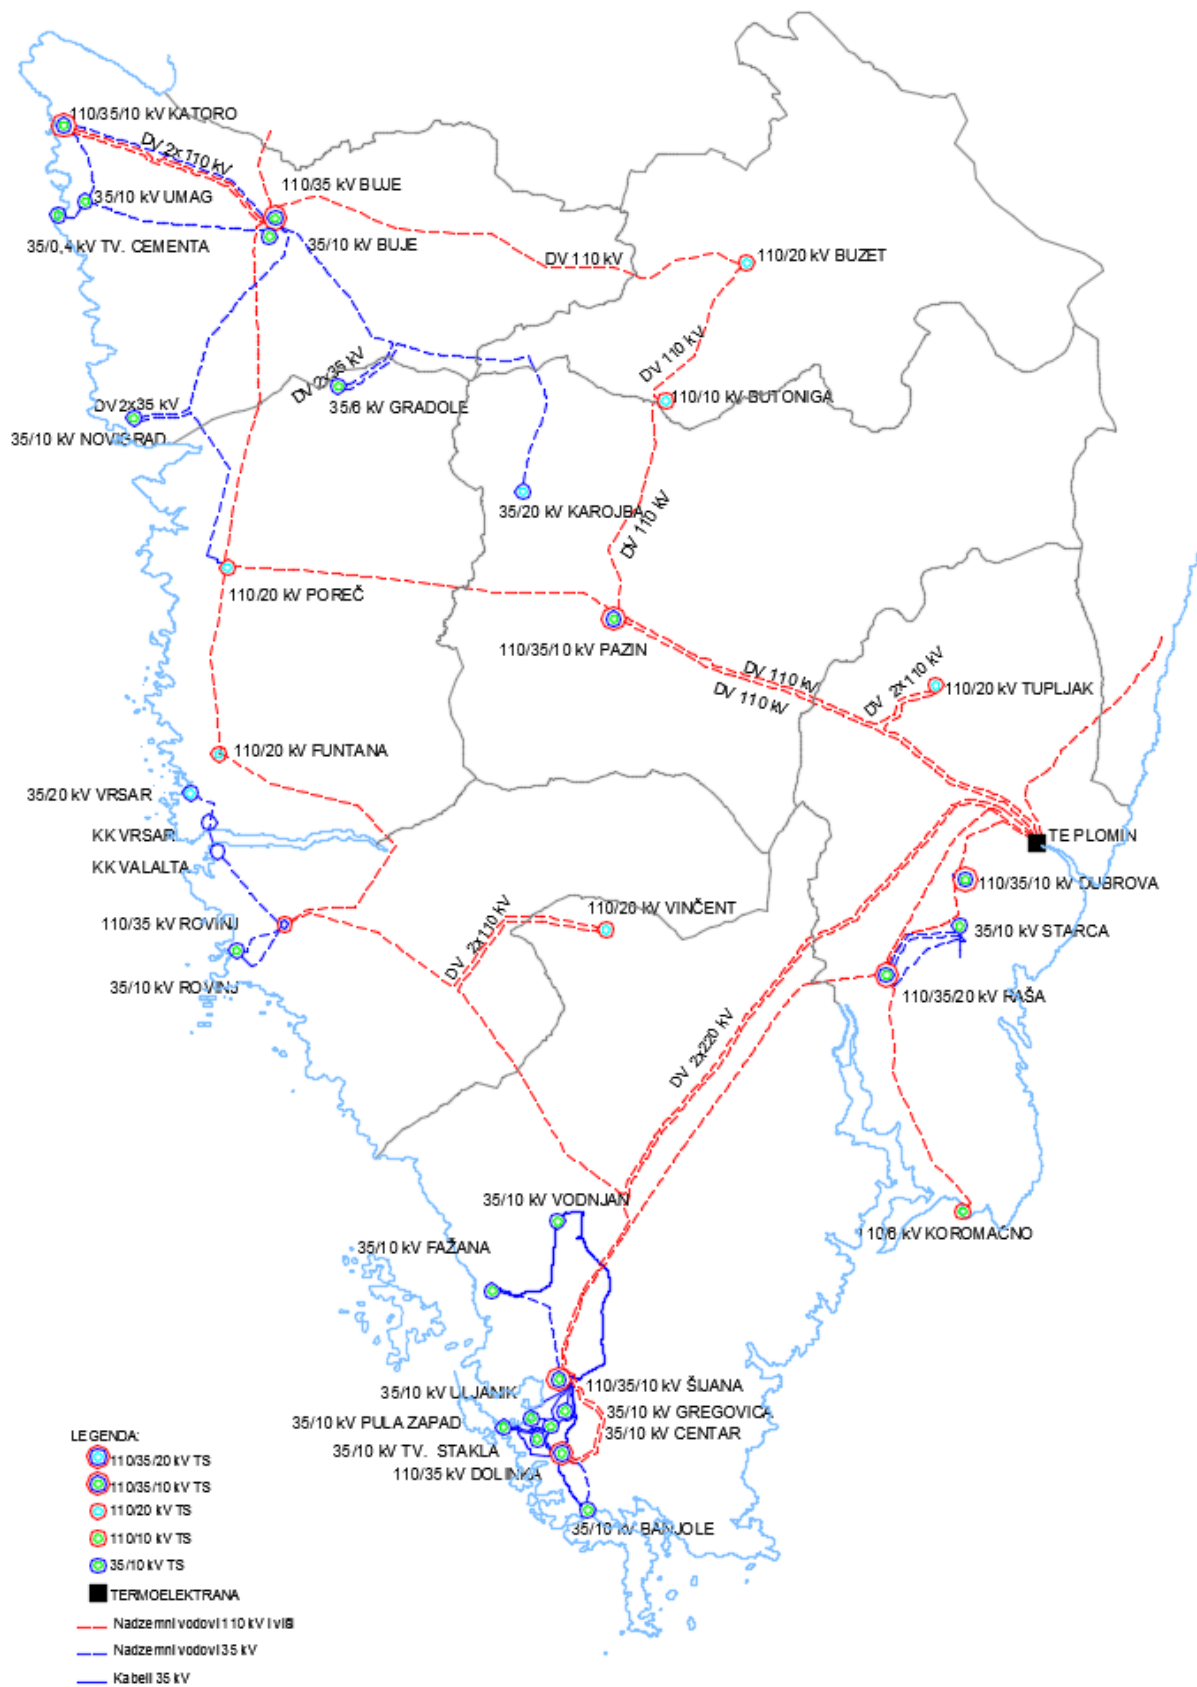 110/35/10 kV KATORO
DV 2x110 kV
35/10 kV UMAG
110/35 kV BUJE
35/0,4 kV TV. CEMENTA
35/10 kV BUJE
DV 110 kV
110/20 kV BUZET
DV 110 kV
DV 2x35 kV
DV 2x35 kV
35/6 kV GRADOLE
110/10 kV BUTONIGA
35/10 kV NOVIGRAD
35/20 kV KAROJBA
DV 110 kV
110/20 kV POREČ
110/35/10 kV PAZIN
DV 110 kV
DV 110 kV
DV 2x110 kV
110/20 kV TUPLJAK
110/20 kV FUNTANA
35/20 kV VRSAR
KK VRSAR
KK VALALTA
TE PLOMIN
110/35/10 kV DUBROVA
110/20 kV VINČENT
110/35 kV ROVINJ
DV 2x110 kV
35/10 kV STARCA
35/10 kV ROVINJ
110/35/20 kV RAŠA
DV 2x220 kV
35/10 kV VODNJAN
110/6 kV KOROMAČNO
35/10 kV FAŽANA
35/10 kV ULJANIK
110/35/10 kV ŠIJANA
35/10 kV PULA ZAPAD
35/10 kV GREGOVICA
35/10 kV CENTAR
35/10 kV TV. STAKLA
110/35 kV DOLINKA
35/10 kV BANJOLE
LEGENDA:
110/35/20 kV TS
110/35/10 kV TS
110/20 kV TS
110/10 kV TS
35/10 kV TS
TERMOELEKTRANA
Nadzemni vodovi 110 kV i viši
Nadzemni vodovi 35 kV
Kabeli 35 kV